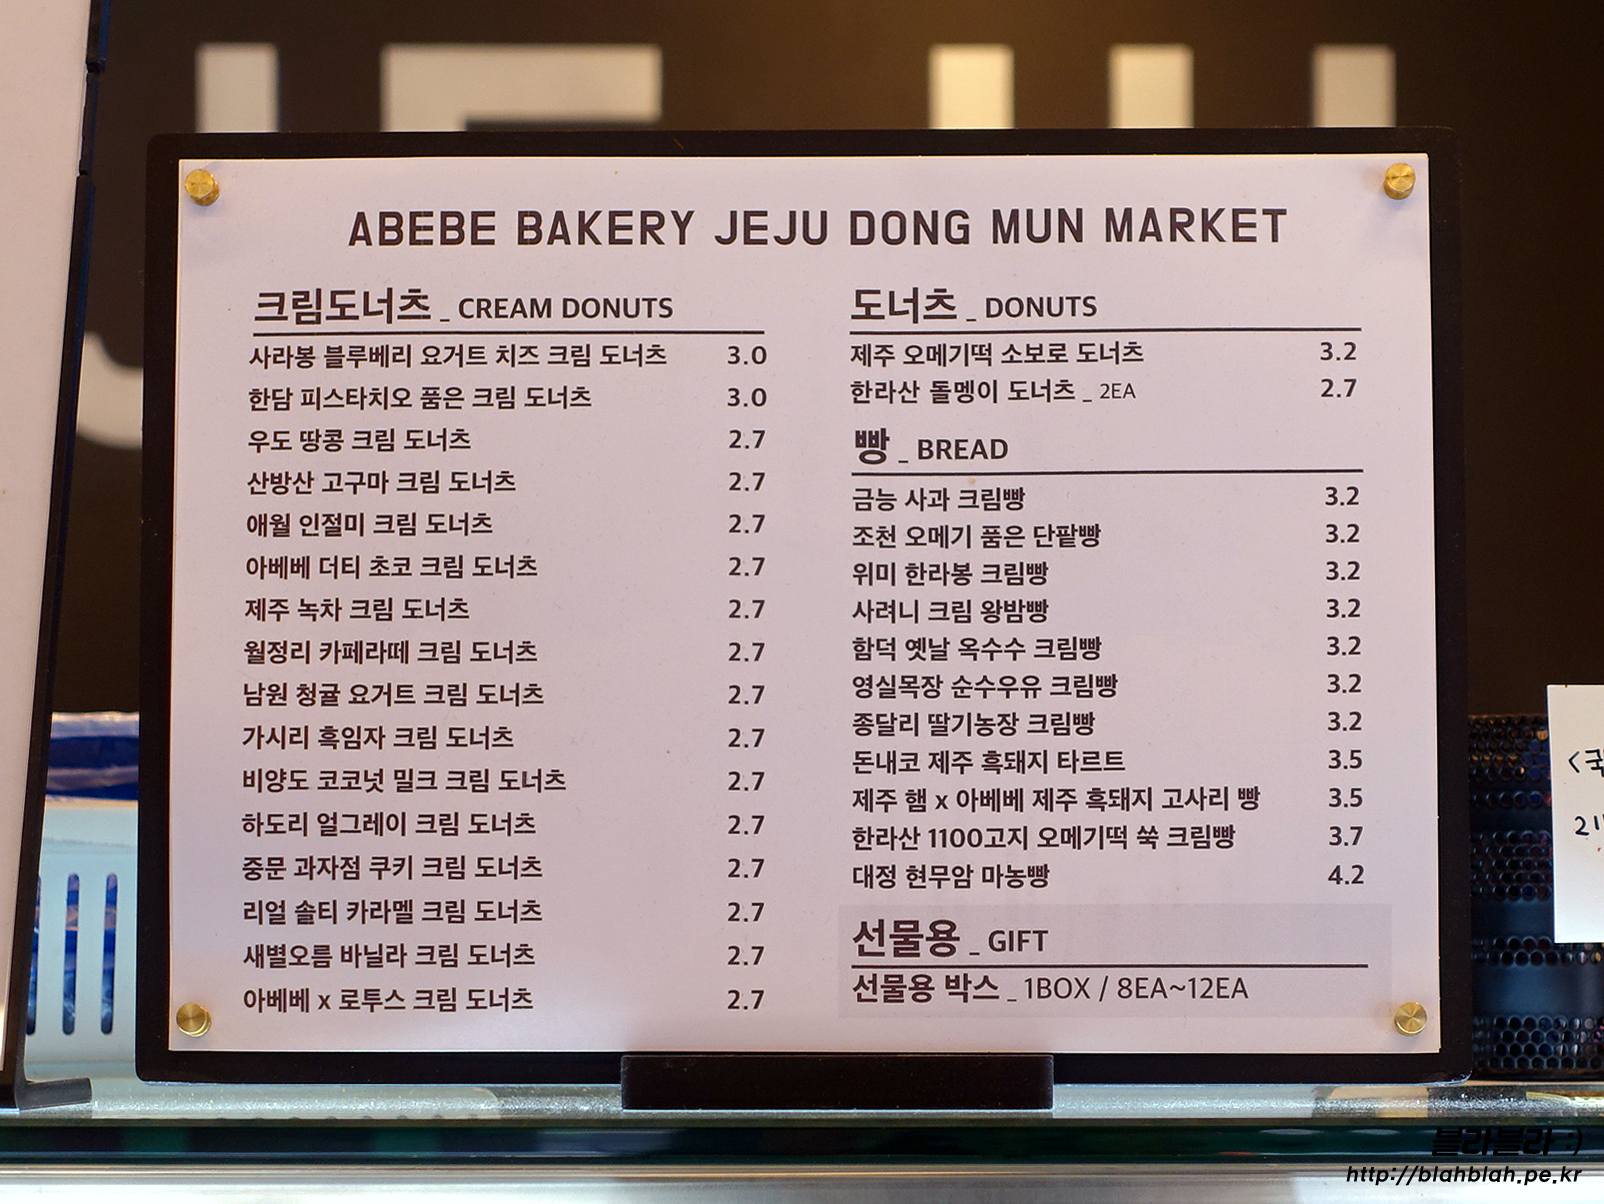 ABEBE BAKERY JEJU DONG MUN MARKET
크림도너츠 _ CREAM DONUTS
사라봉 블루베리 요거트 치즈 크림 도너츠 3.0
한담 피스타치오 품은 크림 도너츠 3.0
우도 땅콩 크림 도너츠 2.7
산방산 고구마 크림 도너츠 2.7
애월 인절미 크림 도너츠 2.7
아베베 더티 초코 크림 도너츠 2.7
제주 녹차 크림 도너츠 2.7
월정리 카페라떼 크림 도너츠 2.7
남원 청귤 요거트 크림 도너츠 2.7
가시리 흑임자 크림 도너츠 2.7
비양도 코코넛 밀크 크림 도너츠 2.7
하도리 얼그레이 크림 도너츠 2.7
중문 과자점 쿠키 크림 도너츠 2.7
리얼 솔티 카라멜 크림 도너츠 2.7
새별오름 바닐라 크림 도너츠 2.7
아베베 x 로투스 크림 도너츠 2.7
도너츠 _ DONUTS
제주 오메기떡 소보로 도너츠 3.2
한라산 돌멩이 도너츠 _ 2EA 2.7
빵 _ BREAD
금능 사과 크림빵 3.2
조천 오메기 품은 단팥빵 3.2
위미 한라봉 크림빵 3.2
사려니 크림 왕밤빵 3.2
함덕 옛날 옥수수 크림빵 3.2
영실목장 순수우유 크림빵 3.2
종달리 딸기농장 크림빵 3.2
돈내코 제주 흑돼지 타르트 3.5
제주 햄 x 아베베 제주 흑돼지 고사리 빵 3.5
한라산 1100고지 오메기떡 쑥 크림빵 3.7
대정 현무암 마농빵 4.2
선물용 _ GIFT
선물용 박스 _ 1BOX / 8EA~12EA
블라블라 :)
http://blahblah.pe.kr